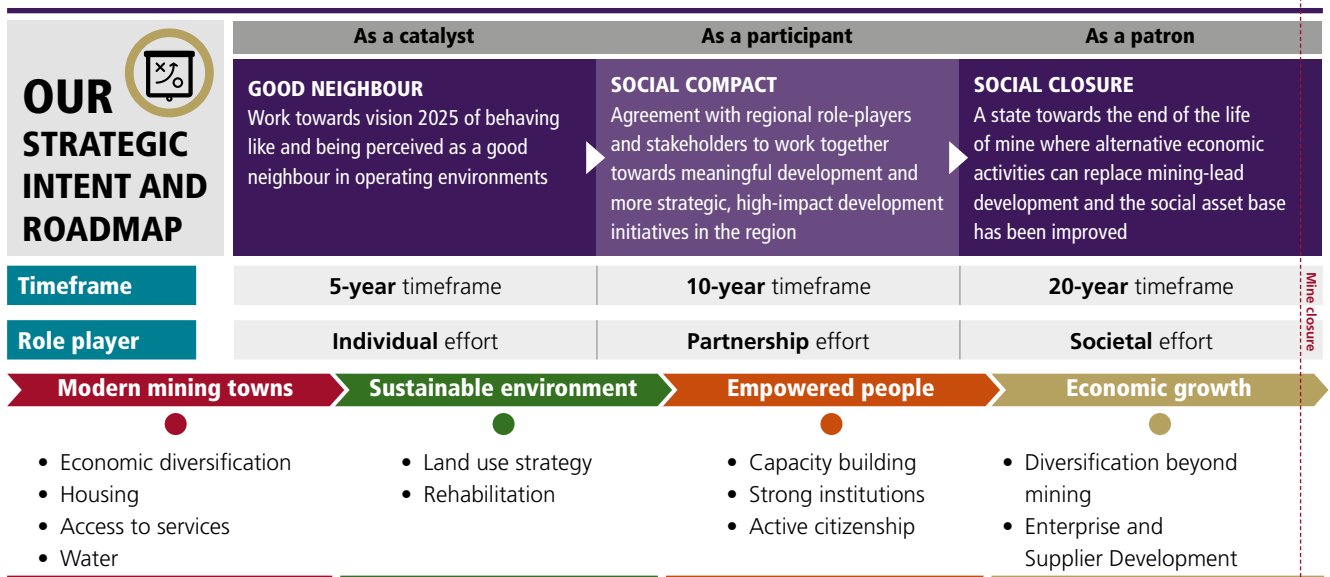 OUR
STRATEGIC
INTENT AND
ROADMAP
As a catalyst
As a participant
As a patron
GOOD NEIGHBOUR
Work towards vision 2025 of behaving
like and being perceived as a good
neighbour in operating environments
SOCIAL COMPACT
Agreement with regional role-players
and stakeholders to work together
towards meaningful development and
more strategic, high-impact development
initiatives in the region
SOCIAL CLOSURE
A state towards the end of the life
of mine where alternative economic
activities can replace mining-lead
development and the social asset base
has been improved
Timeframe
5-year timeframe
10-year timeframe
20-year timeframe
Role player
Individual effort
Partnership effort
Societal effort
Mine closure
Modern mining towns
Sustainable environment
Empowered people
Economic growth
• Economic diversification
• Housing
• Access to services
• Water
• Land use strategy
• Rehabilitation
• Capacity building
• Strong institutions
• Active citizenship
• Diversification beyond
mining
• Enterprise and
Supplier Development